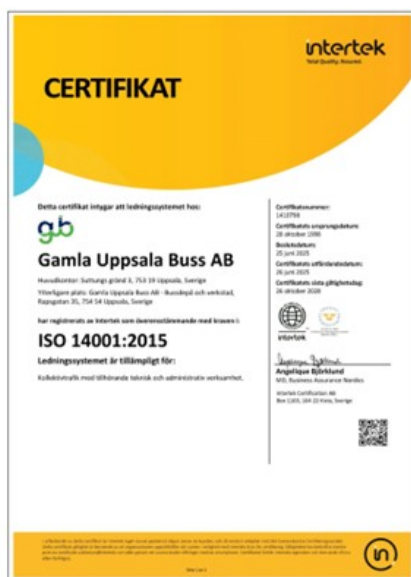 intertek
Total Quality. Assured.
CERTIFIKAT
Detta certifikat intygar att ledningssystemet hos:
gub
Gamla Uppsala Buss AB
Huvudkontor: Suttungs gränd 3, 753 19 Uppsala, Sverige
Ytterligare plats: Gamla Uppsala Buss AB - Bussdepå och verkstad,
Rapsgatan 35, 754 54 Uppsala, Sverige
har registrerats av Intertek som överensstämmande med kraven i:
ISO 14001:2015
Ledningssystemet är tillämpligt för:
Kollektivtrafik med tillhörande teknisk och administrativ verksamhet.
Certifikatsnummer:
1410798
Certifikatets ursprungsdatum:
28 oktober 1998
Beslutsdatum:
25 juni 2025
Certifikatets utfärdandedatum:
26 juni 2025
Certifikatets sista giltighetsdag:
26 oktober 2028
intertek
Angelique Björklund
MD, Business Assurance Nordics
Intertek Certification AB
Box 1103, 164 22 Kista, Sverige
in